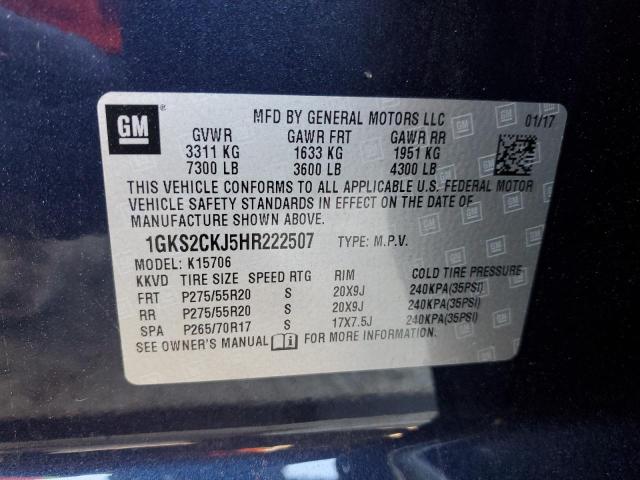 GM ®
MFD BY GENERAL MOTORS LLC 01/17
GVWR GAWR FRT GAWR RR
3311 KG 1633 KG 1951 KG
7300 LB 3600 LB 4300 LB
THIS VEHICLE CONFORMS TO ALL APPLICABLE U.S. FEDERAL MOTOR
VEHICLE SAFETY STANDARDS IN EFFECT ON THE DATE OF
MANUFACTURE SHOWN ABOVE.
1GKS2CKJ5HR222507 TYPE: M.P.V.
MODEL: K15706
KKVD TIRE SIZE SPEED RTG RIM COLD TIRE PRESSURE
FRT P275/55R20 S 20X9J 240KPA(35PSI)
RR P275/55R20 S 20X9J 240KPA(35PSI)
SPA P265/70R17 S 17X7.5J 240KPA(35PSI)
SEE OWNER'S MANUAL FOR MORE INFORMATION.